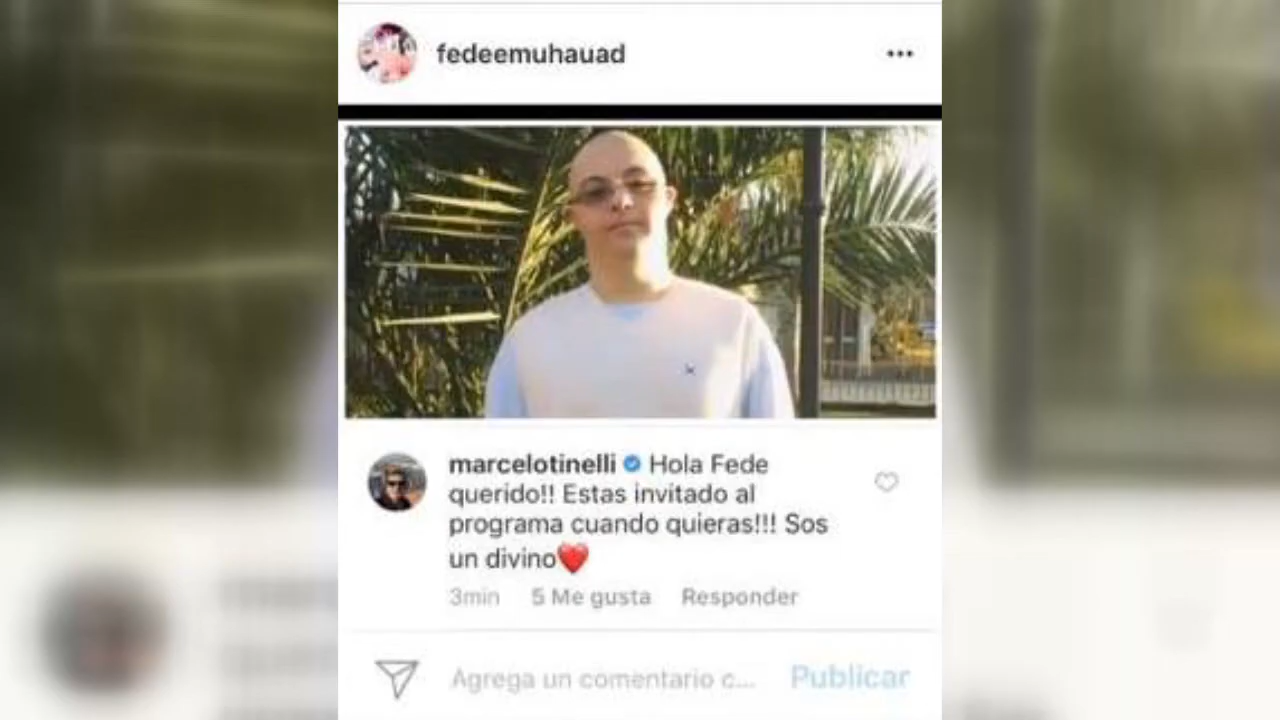 fedeemuhauad
marcelotinelli Hola Fede
querido!! Estas invitado al
programa cuando quieras!!! Sos
un divino❤️
3min 5 Me gusta Responder
Agrega un comentario c... Publicar